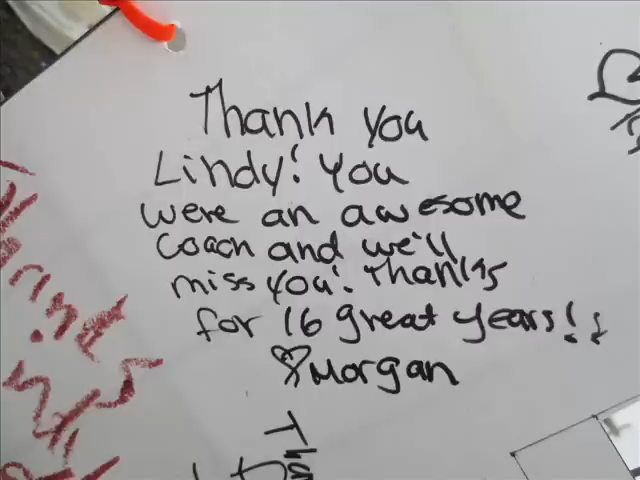 Thank you
Lindy! You
were an awesome
coach and we'll
miss you! Thanks
for 16 great years!!
♡Morgan